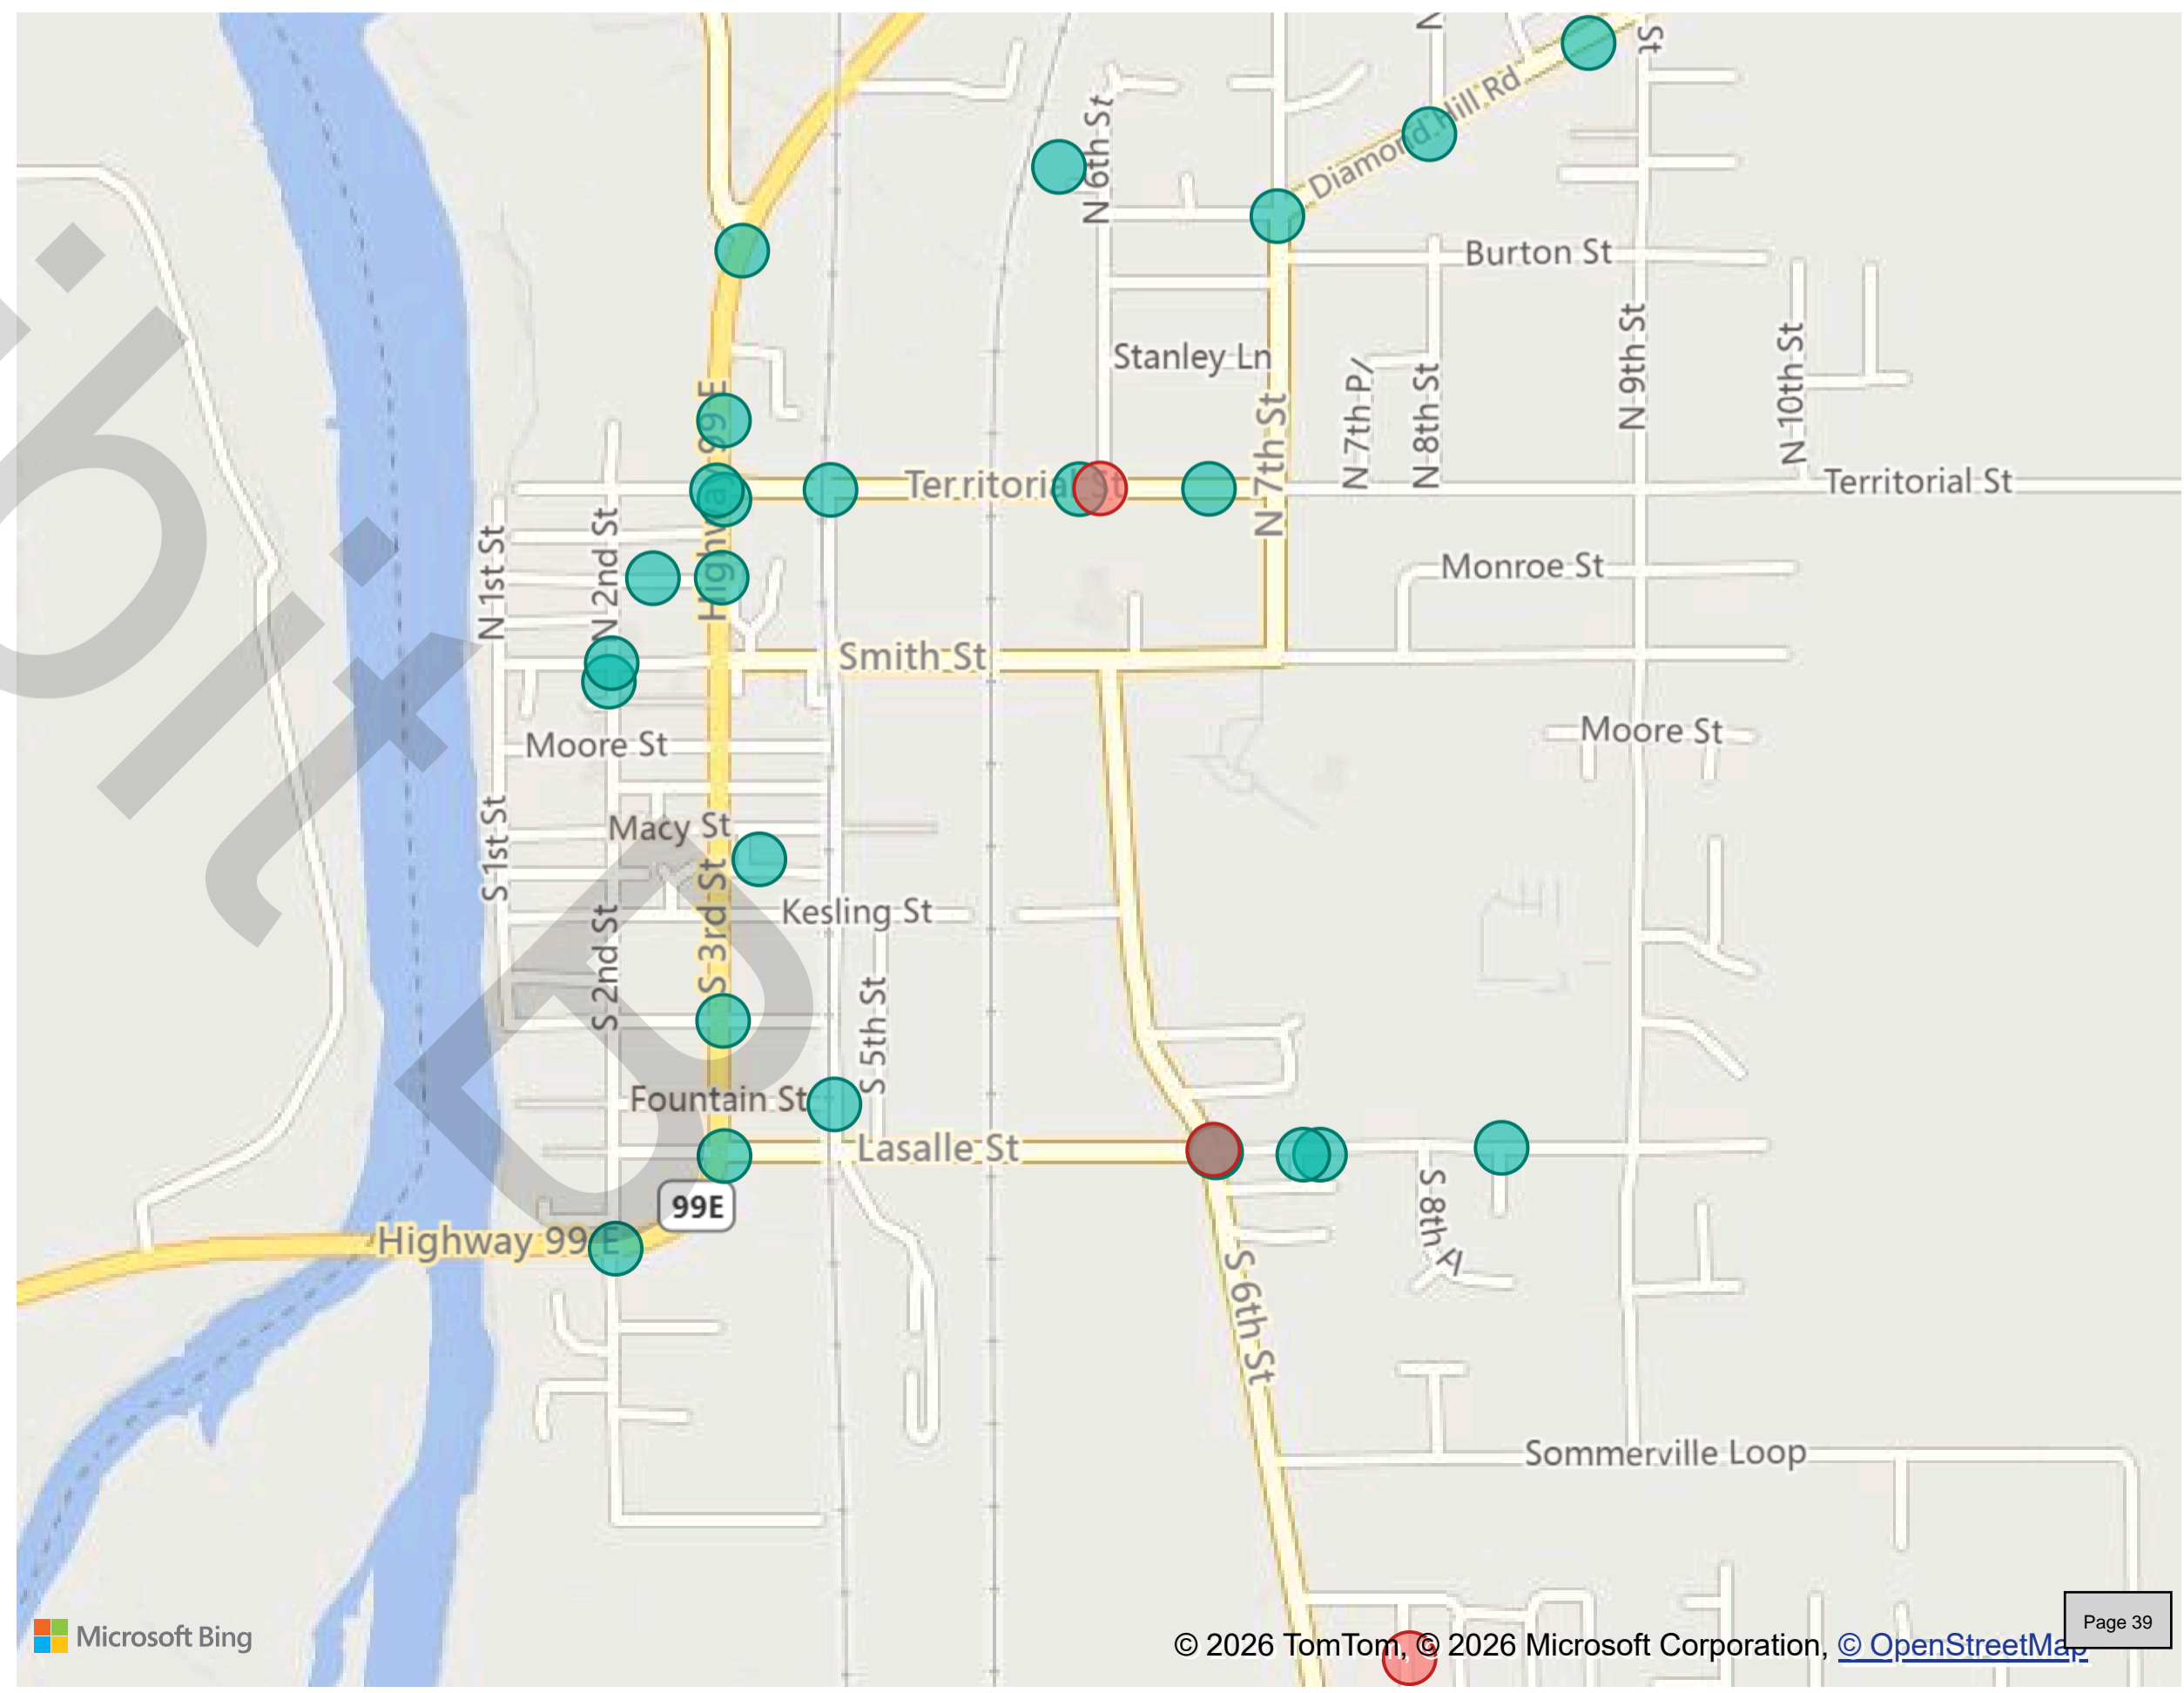 N
St
Diamond Hill Rd
N 6th St
Burton St
Stanley Ln
N 7th Pl
N 8th St
N 9th St
N 10th St
Highway 99 E
N 7th St
Territorial St
Territorial St
N 1st St
N 2nd St
Monroe St
Smith St
Moore St
Moore St
Macy St
S 1st St
S 3rd St
Kesling St
S 2nd St
S 5th St
Fountain St
Lasalle St
99E
Highway 99 E
S 8th
S 6th St
Sommerville Loop
Microsoft Bing
© 2026 TomTom, © 2026 Microsoft Corporation, © OpenStreetMap
Page 39